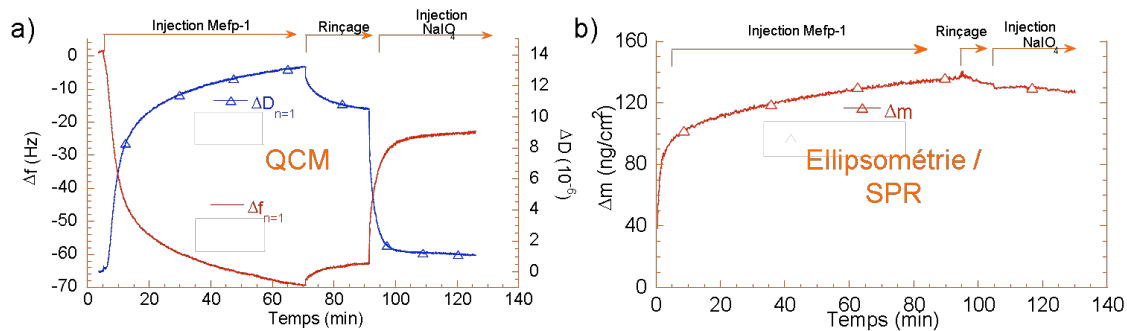 a)
Injection Mefp-1
Rinçage
Injection
NaIO4
0
-10
-20
-30
-40
-50
-60
-70
Δf (Hz)
14
12
10
8
6
4
2
0
ΔD (10-6)
ΔDn=1
QCM
Δfn=1
0 20 40 60 80 100 120 140
Temps (min)
b)
Injection Mefp-1
Rinçage
Injection
NaIO4
160
120
80
40
0
Δm (ng/cm2)
Δm
Ellipsométrie /
SPR
0 20 40 60 80 100 120 140
Temps (min)